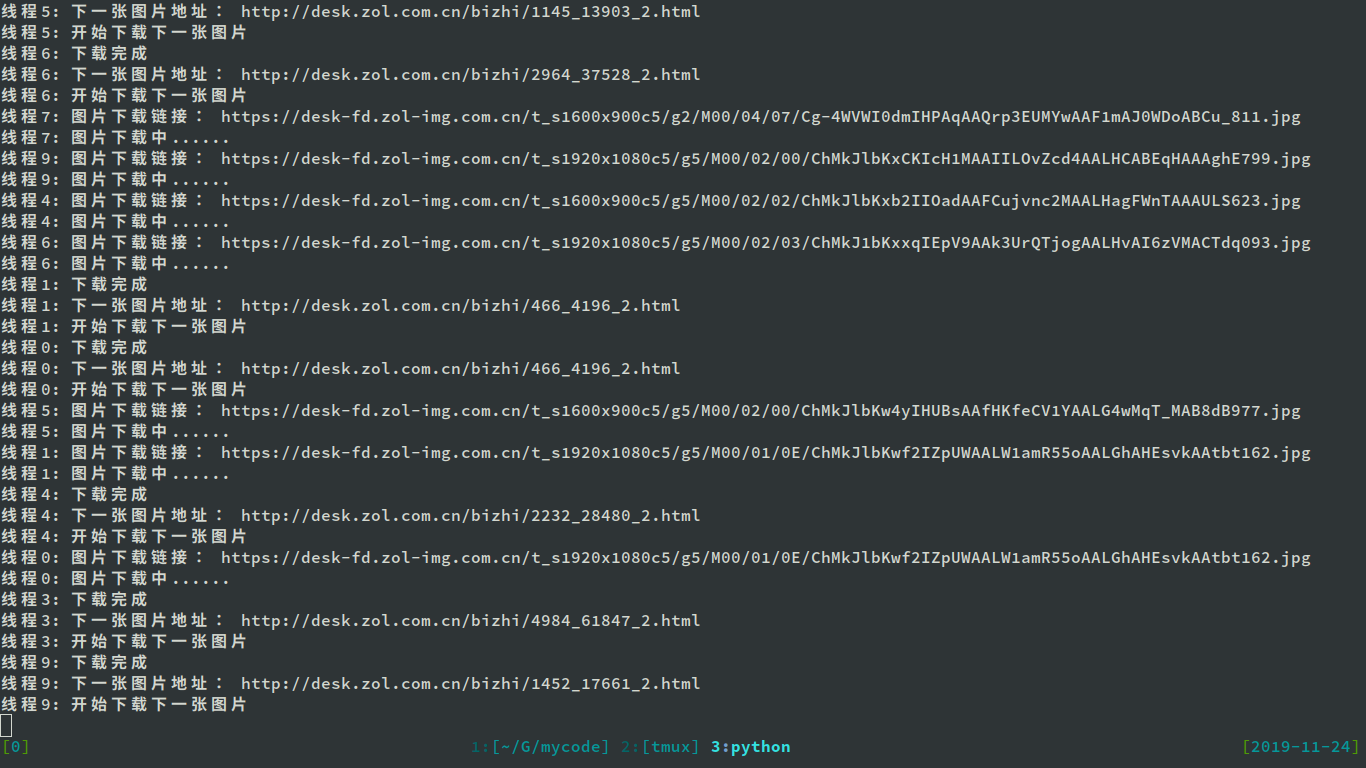 线程5: 下一张图片地址： http://desk.zol.com.cn/bizhi/1145_13903_2.html
线程5: 开始下载下一张图片
线程6: 下载完成
线程6: 下一张图片地址： http://desk.zol.com.cn/bizhi/2964_37528_2.html
线程6: 开始下载下一张图片
线程7: 图片下载链接： https://desk-fd.zol-img.com.cn/t_s1600x900c5/g2/M00/04/07/Cg-4WVWI0dmIHPAqAAQrp3EUMYwAAF1mAJ0WDoABCu_811.jpg
线程7: 图片下载中......
线程9: 图片下载链接： https://desk-fd.zol-img.com.cn/t_s1920x1080c5/g5/M00/02/00/ChMkJlbKxCKIcH1MAAIILOvZcd4AALHCABEqHAAAghE799.jpg
线程9: 图片下载中......
线程4: 图片下载链接： https://desk-fd.zol-img.com.cn/t_s1600x900c5/g5/M00/02/02/ChMkJlbKxb2IIOadAAFCujvnc2MAALHagFWnTAAAULS623.jpg
线程4: 图片下载中......
线程6: 图片下载链接： https://desk-fd.zol-img.com.cn/t_s1920x1080c5/g5/M00/02/03/ChMkJ1bKxxqIEpV9AAk3UrQTjogAALHvAI6zVMACTdq093.jpg
线程6: 图片下载中......
线程1: 下载完成
线程1: 下一张图片地址： http://desk.zol.com.cn/bizhi/466_4196_2.html
线程1: 开始下载下一张图片
线程0: 下载完成
线程0: 下一张图片地址： http://desk.zol.com.cn/bizhi/466_4196_2.html
线程0: 开始下载下一张图片
线程5: 图片下载链接： https://desk-fd.zol-img.com.cn/t_s1600x900c5/g5/M00/02/00/ChMkJlbKw4yIHUBsAAfHKfeCV1YAALG4wMqT_MAB8dB977.jpg
线程5: 图片下载中......
线程1: 图片下载链接： https://desk-fd.zol-img.com.cn/t_s1920x1080c5/g5/M00/01/0E/ChMkJlbKwf2IZpUWAALW1amR55oAALGhAHEsvkAAtbt162.jpg
线程1: 图片下载中......
线程4: 下载完成
线程4: 下一张图片地址： http://desk.zol.com.cn/bizhi/2232_28480_2.html
线程4: 开始下载下一张图片
线程0: 图片下载链接： https://desk-fd.zol-img.com.cn/t_s1920x1080c5/g5/M00/01/0E/ChMkJlbKwf2IZpUWAALW1amR55oAALGhAHEsvkAAtbt162.jpg
线程0: 图片下载中......
线程3: 下载完成
线程3: 下一张图片地址： http://desk.zol.com.cn/bizhi/4984_61847_2.html
线程3: 开始下载下一张图片
线程9: 下载完成
线程9: 下一张图片地址： http://desk.zol.com.cn/bizhi/1452_17661_2.html
线程9: 开始下载下一张图片
[0] 1:[~/G/mycode] 2:[tmux] 3:python [2019-11-24]